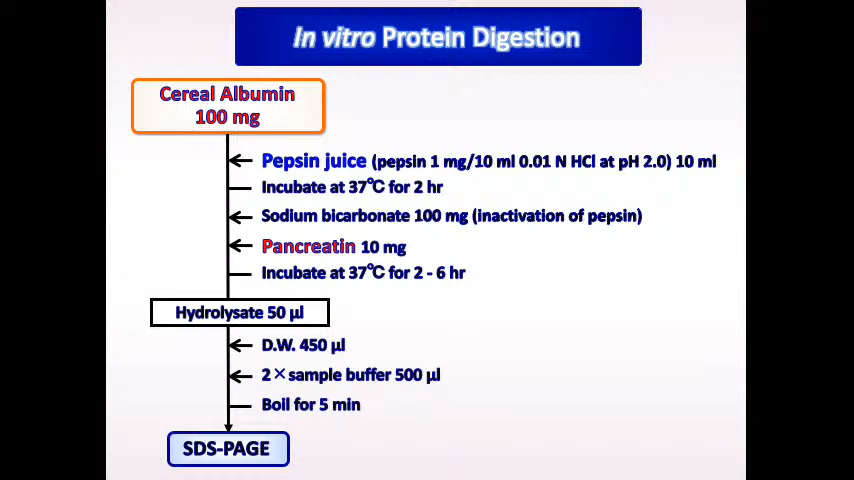 In vitro Protein Digestion
Cereal Albumin
100 mg
Pepsin juice (pepsin 1 mg/10 ml 0.01 N HCl at pH 2.0) 10 ml
Incubate at 37℃ for 2 hr
Sodium bicarbonate 100 mg (inactivation of pepsin)
Pancreatin 10 mg
Incubate at 37℃ for 2 - 6 hr
Hydrolysate 50 µl
D.W. 450 µl
2×sample buffer 500 µl
Boil for 5 min
SDS-PAGE